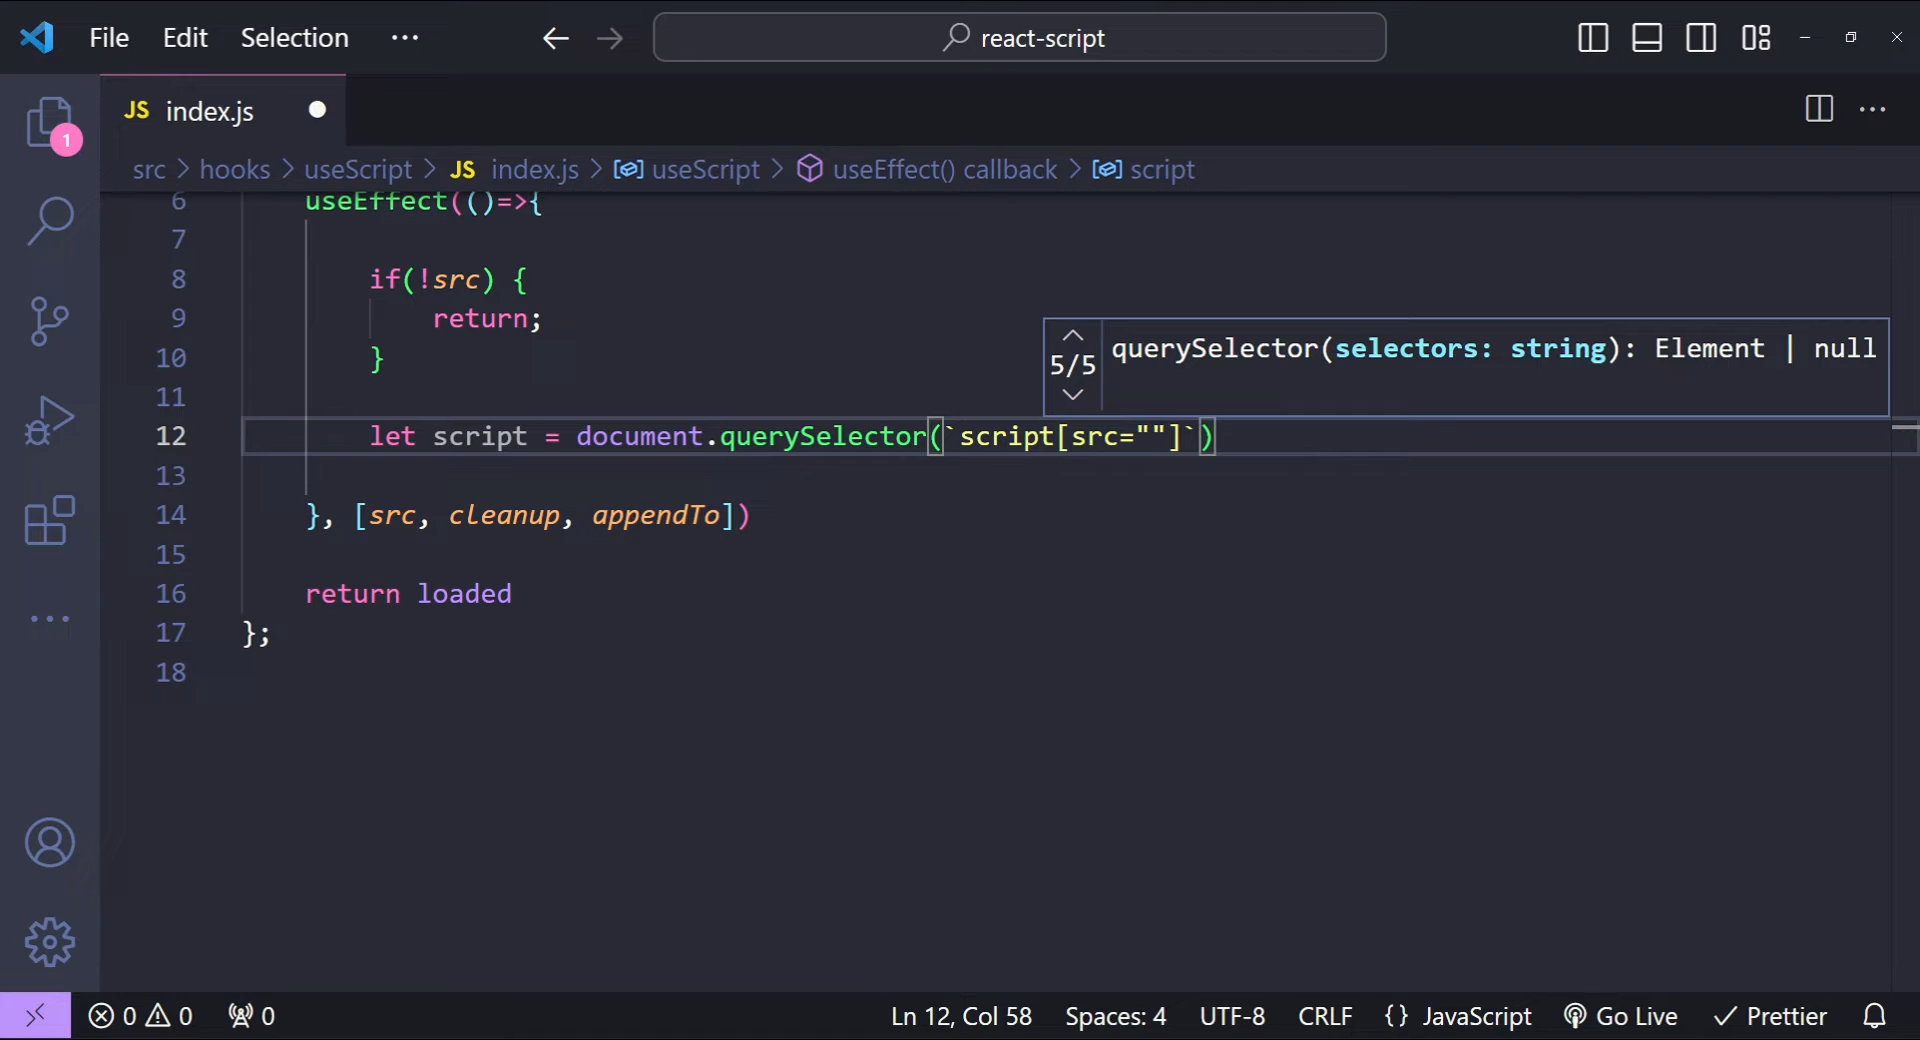 File Edit Selection ··· ← → react-script
JS index.js
1
src > hooks > useScript > JS index.js > useScript > useEffect() callback > script
6 useEffect(()=>{
7
8 if(!src) {
9 return;
10 }
11
5/5 querySelector(selectors: string): Element | null
12 let script = document.querySelector(`script[src=""]`)
13
14 }, [src, cleanup, appendTo])
15
16 return loaded
17 };
18
0 0 0 Ln 12, Col 58 Spaces: 4 UTF-8 CRLF {} JavaScript Go Live Prettier